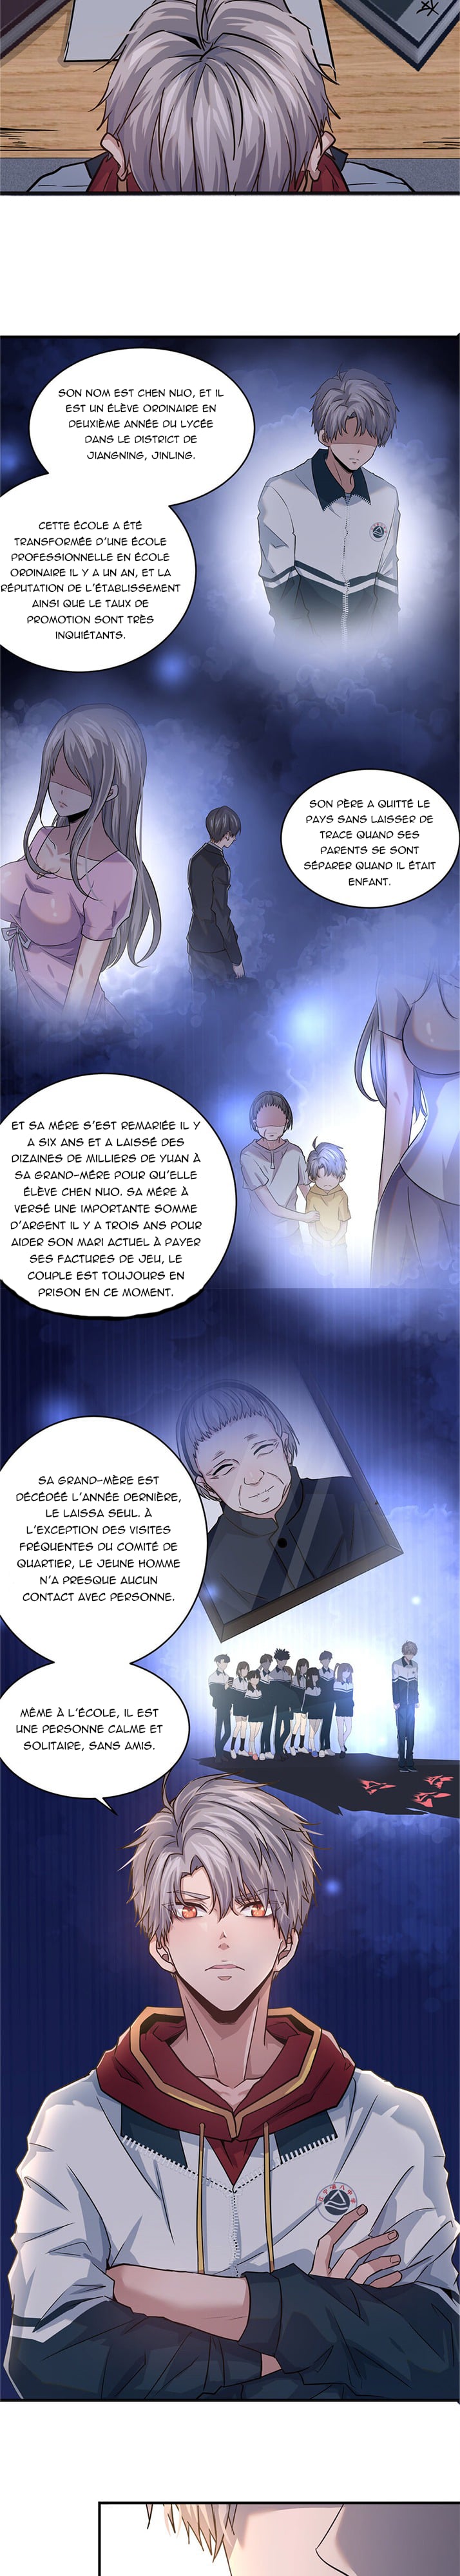 SON NOM EST CHEN NUO, ET IL
EST UN ÉLÈVE ORDINAIRE EN
DEUXIÈME ANNÉE DU LYCÉE
DANS LE DISTRICT DE
JIANGNING, JINLING.
CETTE ÉCOLE A ÉTÉ
TRANSFORMÉE D'UNE ÉCOLE
PROFESSIONNELLE EN ÉCOLE
ORDINAIRE IL Y A UN AN, ET LA
RÉPUTATION DE L'ÉTABLISSEMENT
AINSI QUE LE TAUX DE
PROMOTION SONT TRÈS
INQUIÉTANTS.
SON PÈRE A QUITTÉ LE
PAYS SANS LAISSER DE
TRACE QUAND SES
PARENTS SE SONT
SÉPARER QUAND IL ÉTAIT
ENFANT.
ET SA MÉRE S'EST REMARIÉE IL Y
A SIX ANS ET A LAISSÉ DES
DIZAINES DE MILLIERS DE YUAN À
SA GRAND-MÉRE POUR QU'ELLE
ÉLÈVE CHEN NUO. SA MÈRE À
VERSÉ UNE IMPORTANTE SOMME
D'ARGENT IL Y A TROIS ANS POUR
AIDER SON MARI ACTUEL À PAYER
SES FACTURES DE JEU, LE
COUPLE EST TOUJOURS EN
PRISON EN CE MOMENT.
SA GRAND-MÈRE EST
DÉCÉDÉE L'ANNÉE DERNIÈRE,
LE LAISSA SEUL. À
L'EXCEPTION DES VISITES
FRÉQUENTES DU COMITÉ DE
QUARTIER, LE JEUNE HOMME
N'A PRESQUE AUCUN
CONTACT AVEC PERSONNE.
MÊME À L'ÉCOLE, IL EST
UNE PERSONNE CALME ET
SOLITAIRE, SANS AMIS.